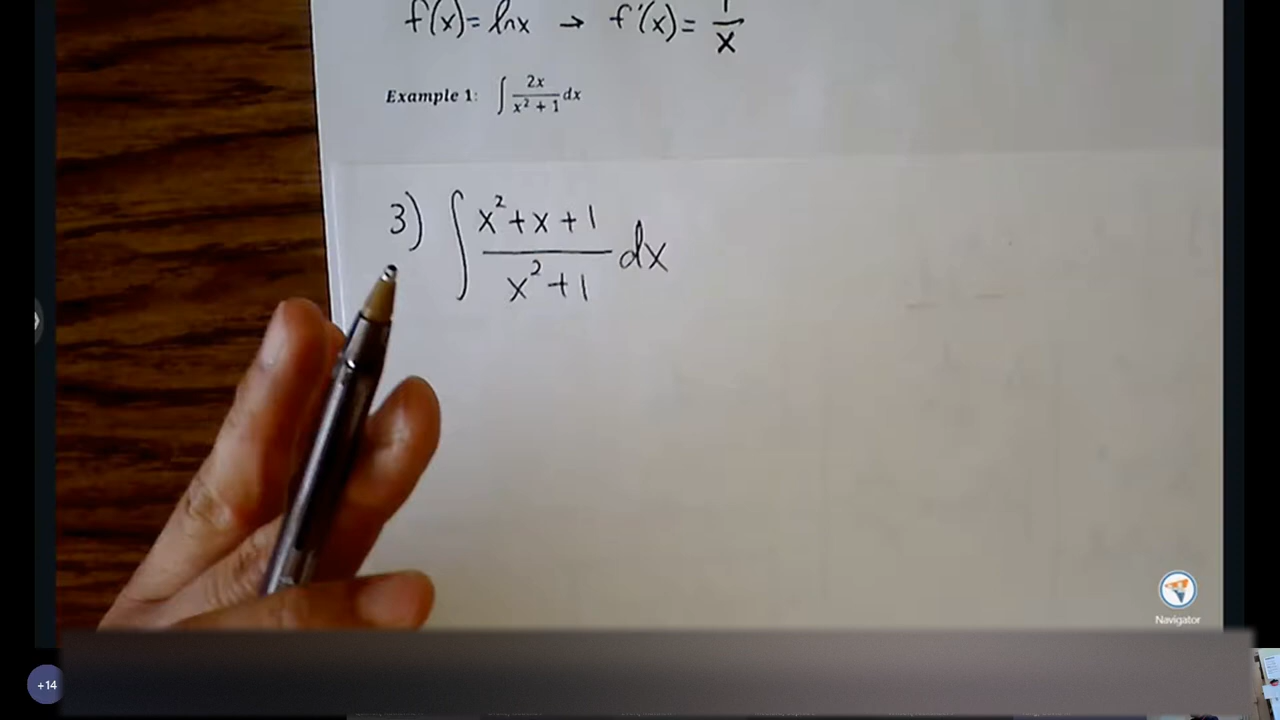 f(x) = ln x → f'(x) = 1/x
Example 1: ∫ 2x/(x² + 1) dx
3) ∫ (x² + x + 1)/(x² + 1) dx
Navigator
+14